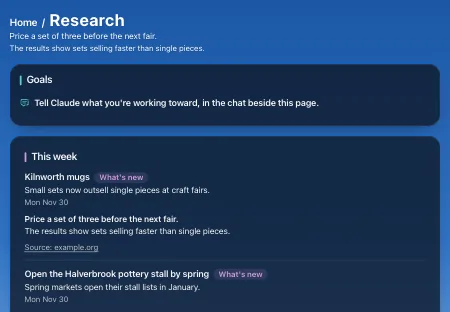 Home / Research
Price a set of three before the next fair.
The results show sets selling faster than single pieces.
Goals
Tell Claude what you're working toward, in the chat beside this page.
This week
Kilnworth mugs What's new
Small sets now outsell single pieces at craft fairs.
Mon Nov 30
Price a set of three before the next fair.
The results show sets selling faster than single pieces.
Source: example.org
Open the Halverbrook pottery stall by spring What's new
Spring markets open their stall lists in January.
Mon Nov 30